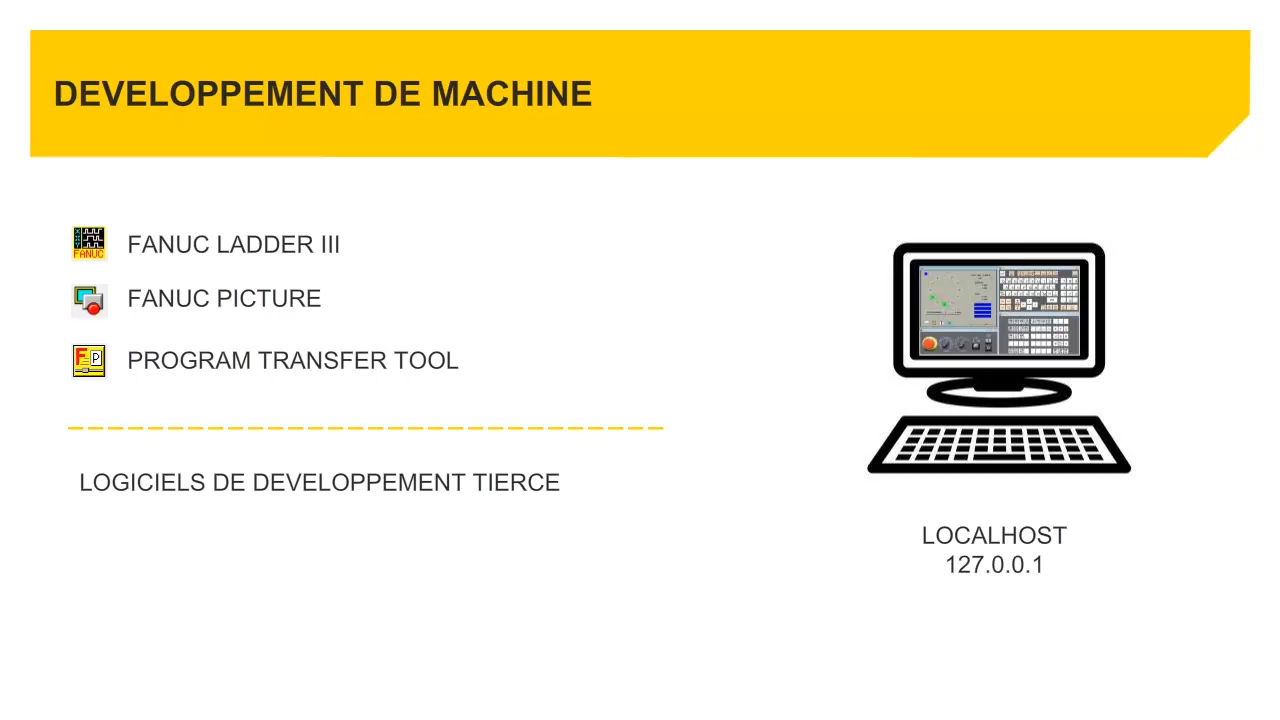 DEVELOPPEMENT DE MACHINE
FANUC
FANUC LADDER III
FANUC PICTURE
F P
PROGRAM TRANSFER TOOL
LOGICIELS DE DEVELOPPEMENT TIERCE
LOCALHOST
127.0.0.1